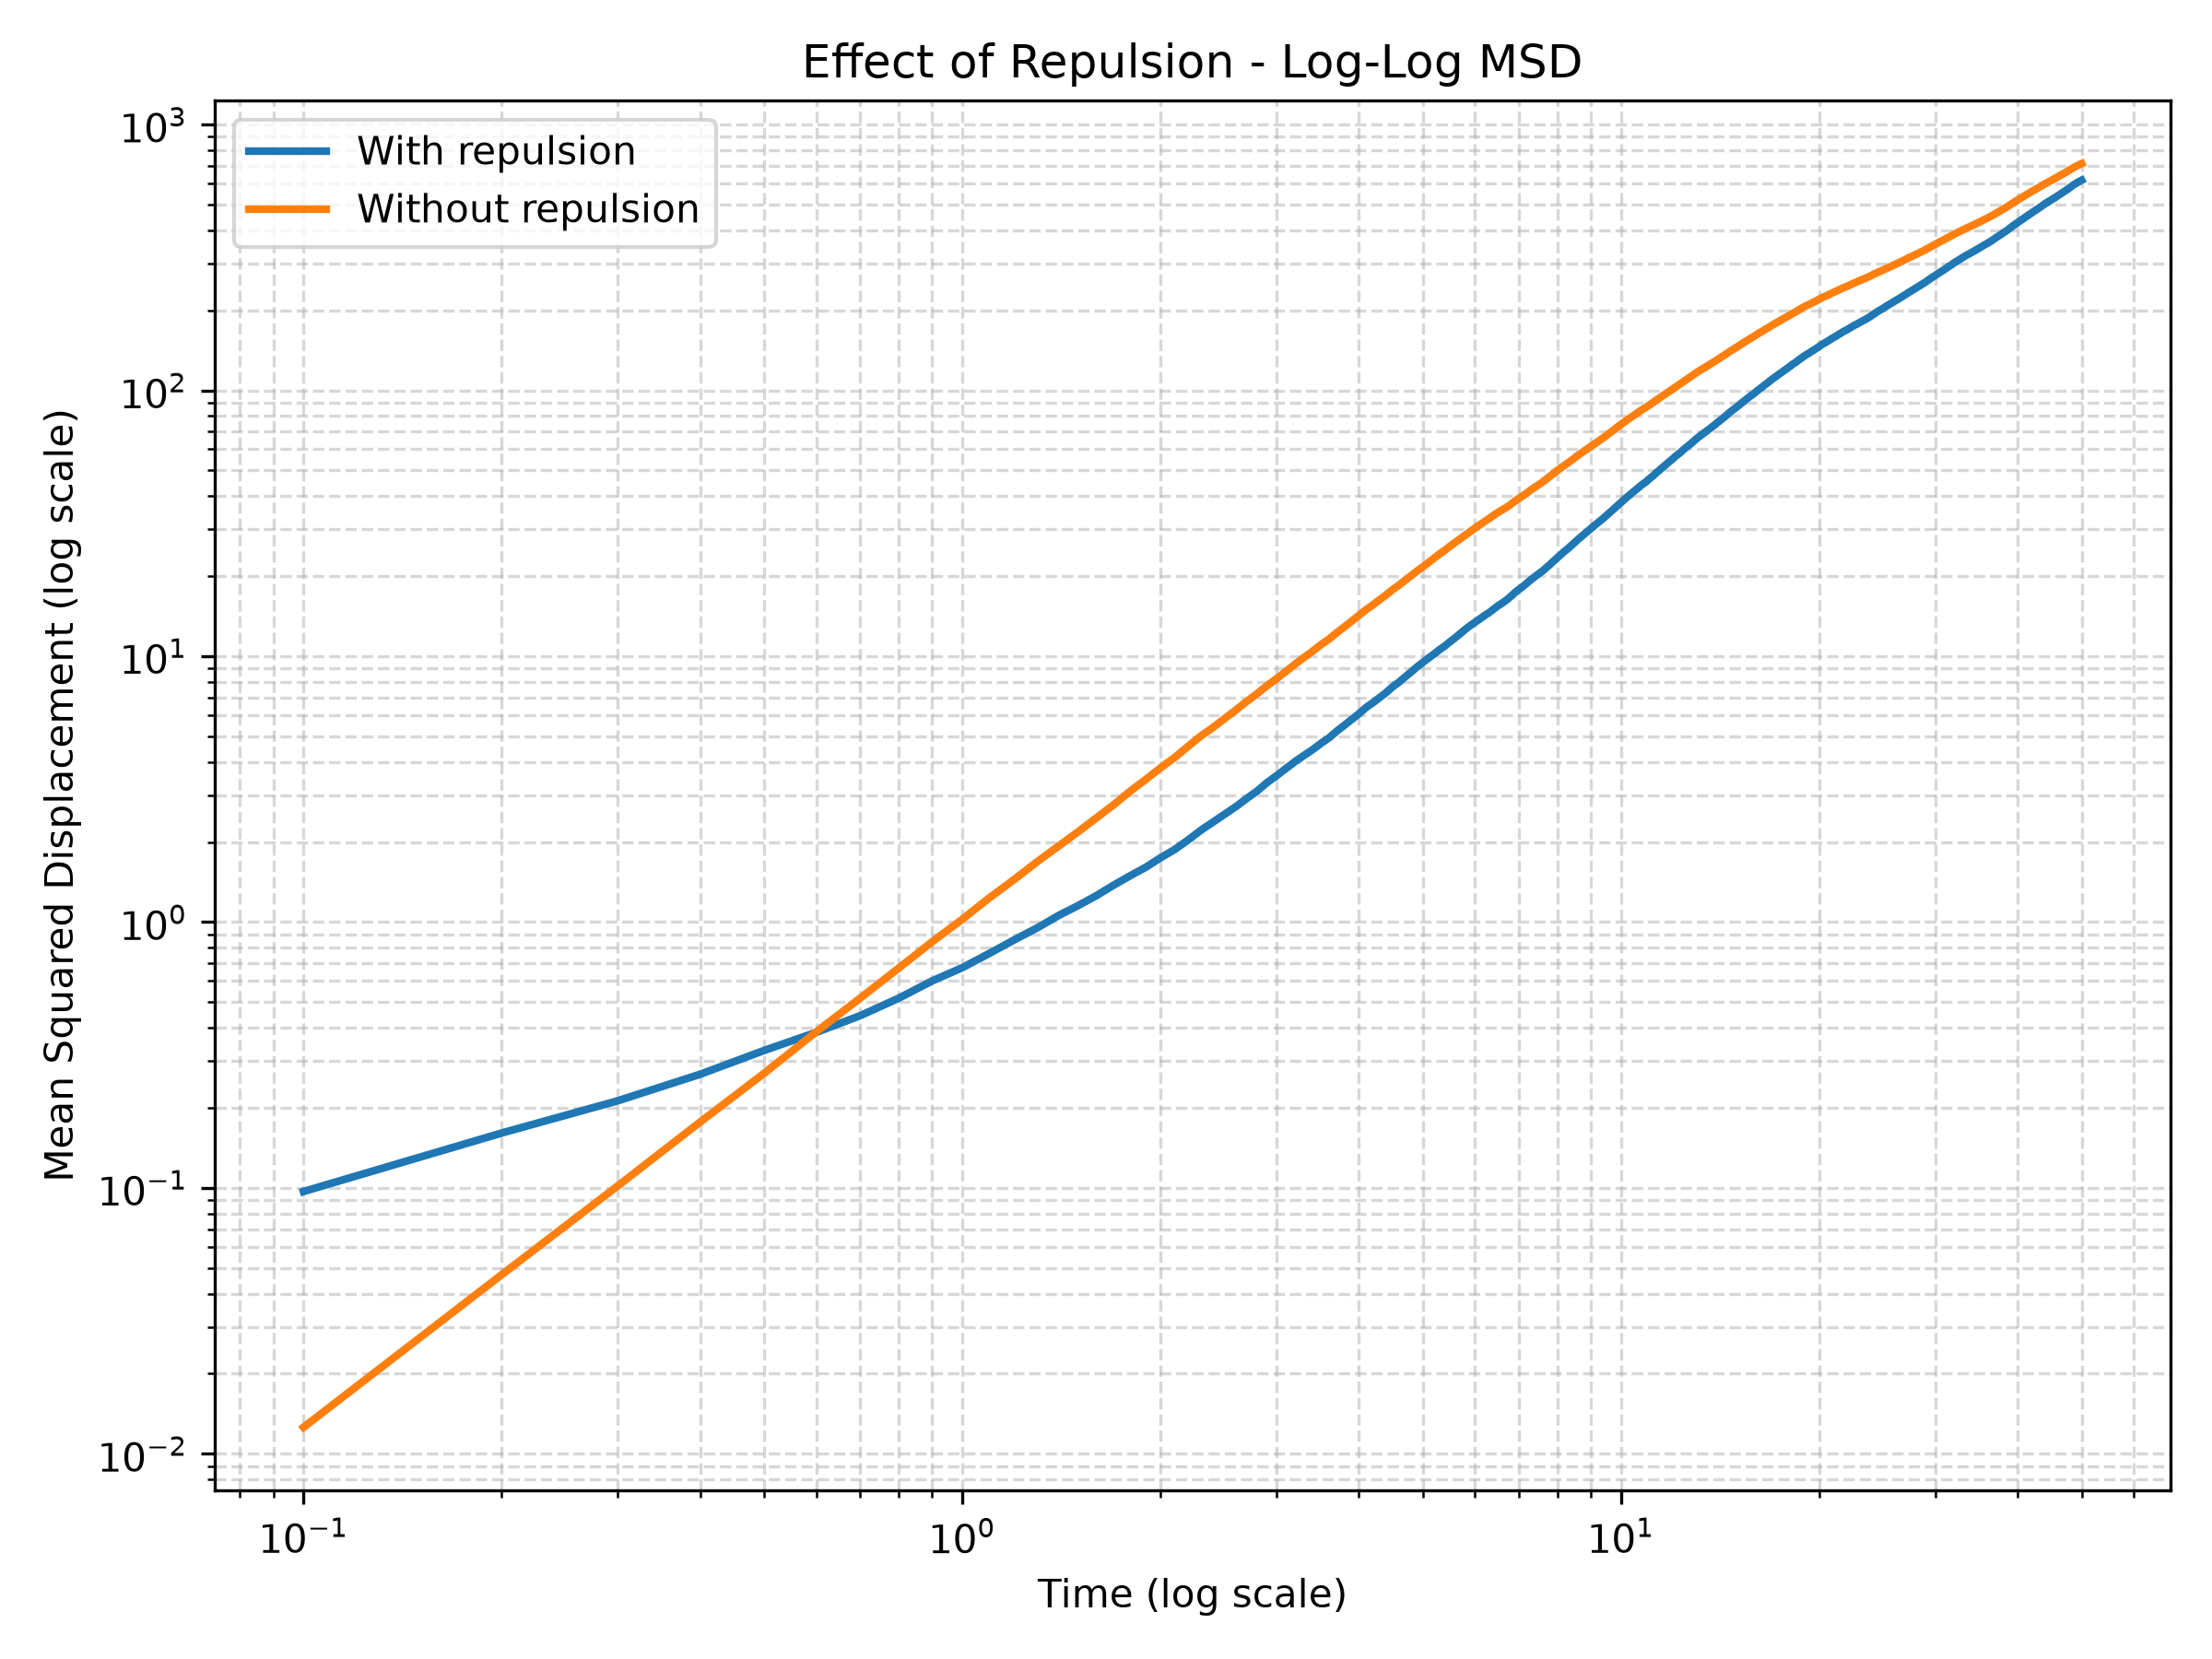 Effect of Repulsion - Log-Log MSD
With repulsion
Without repulsion
10³
10²
10¹
10⁰
10⁻¹
10⁻²
Mean Squared Displacement (log scale)
10⁻¹
10⁰
10¹
Time (log scale)